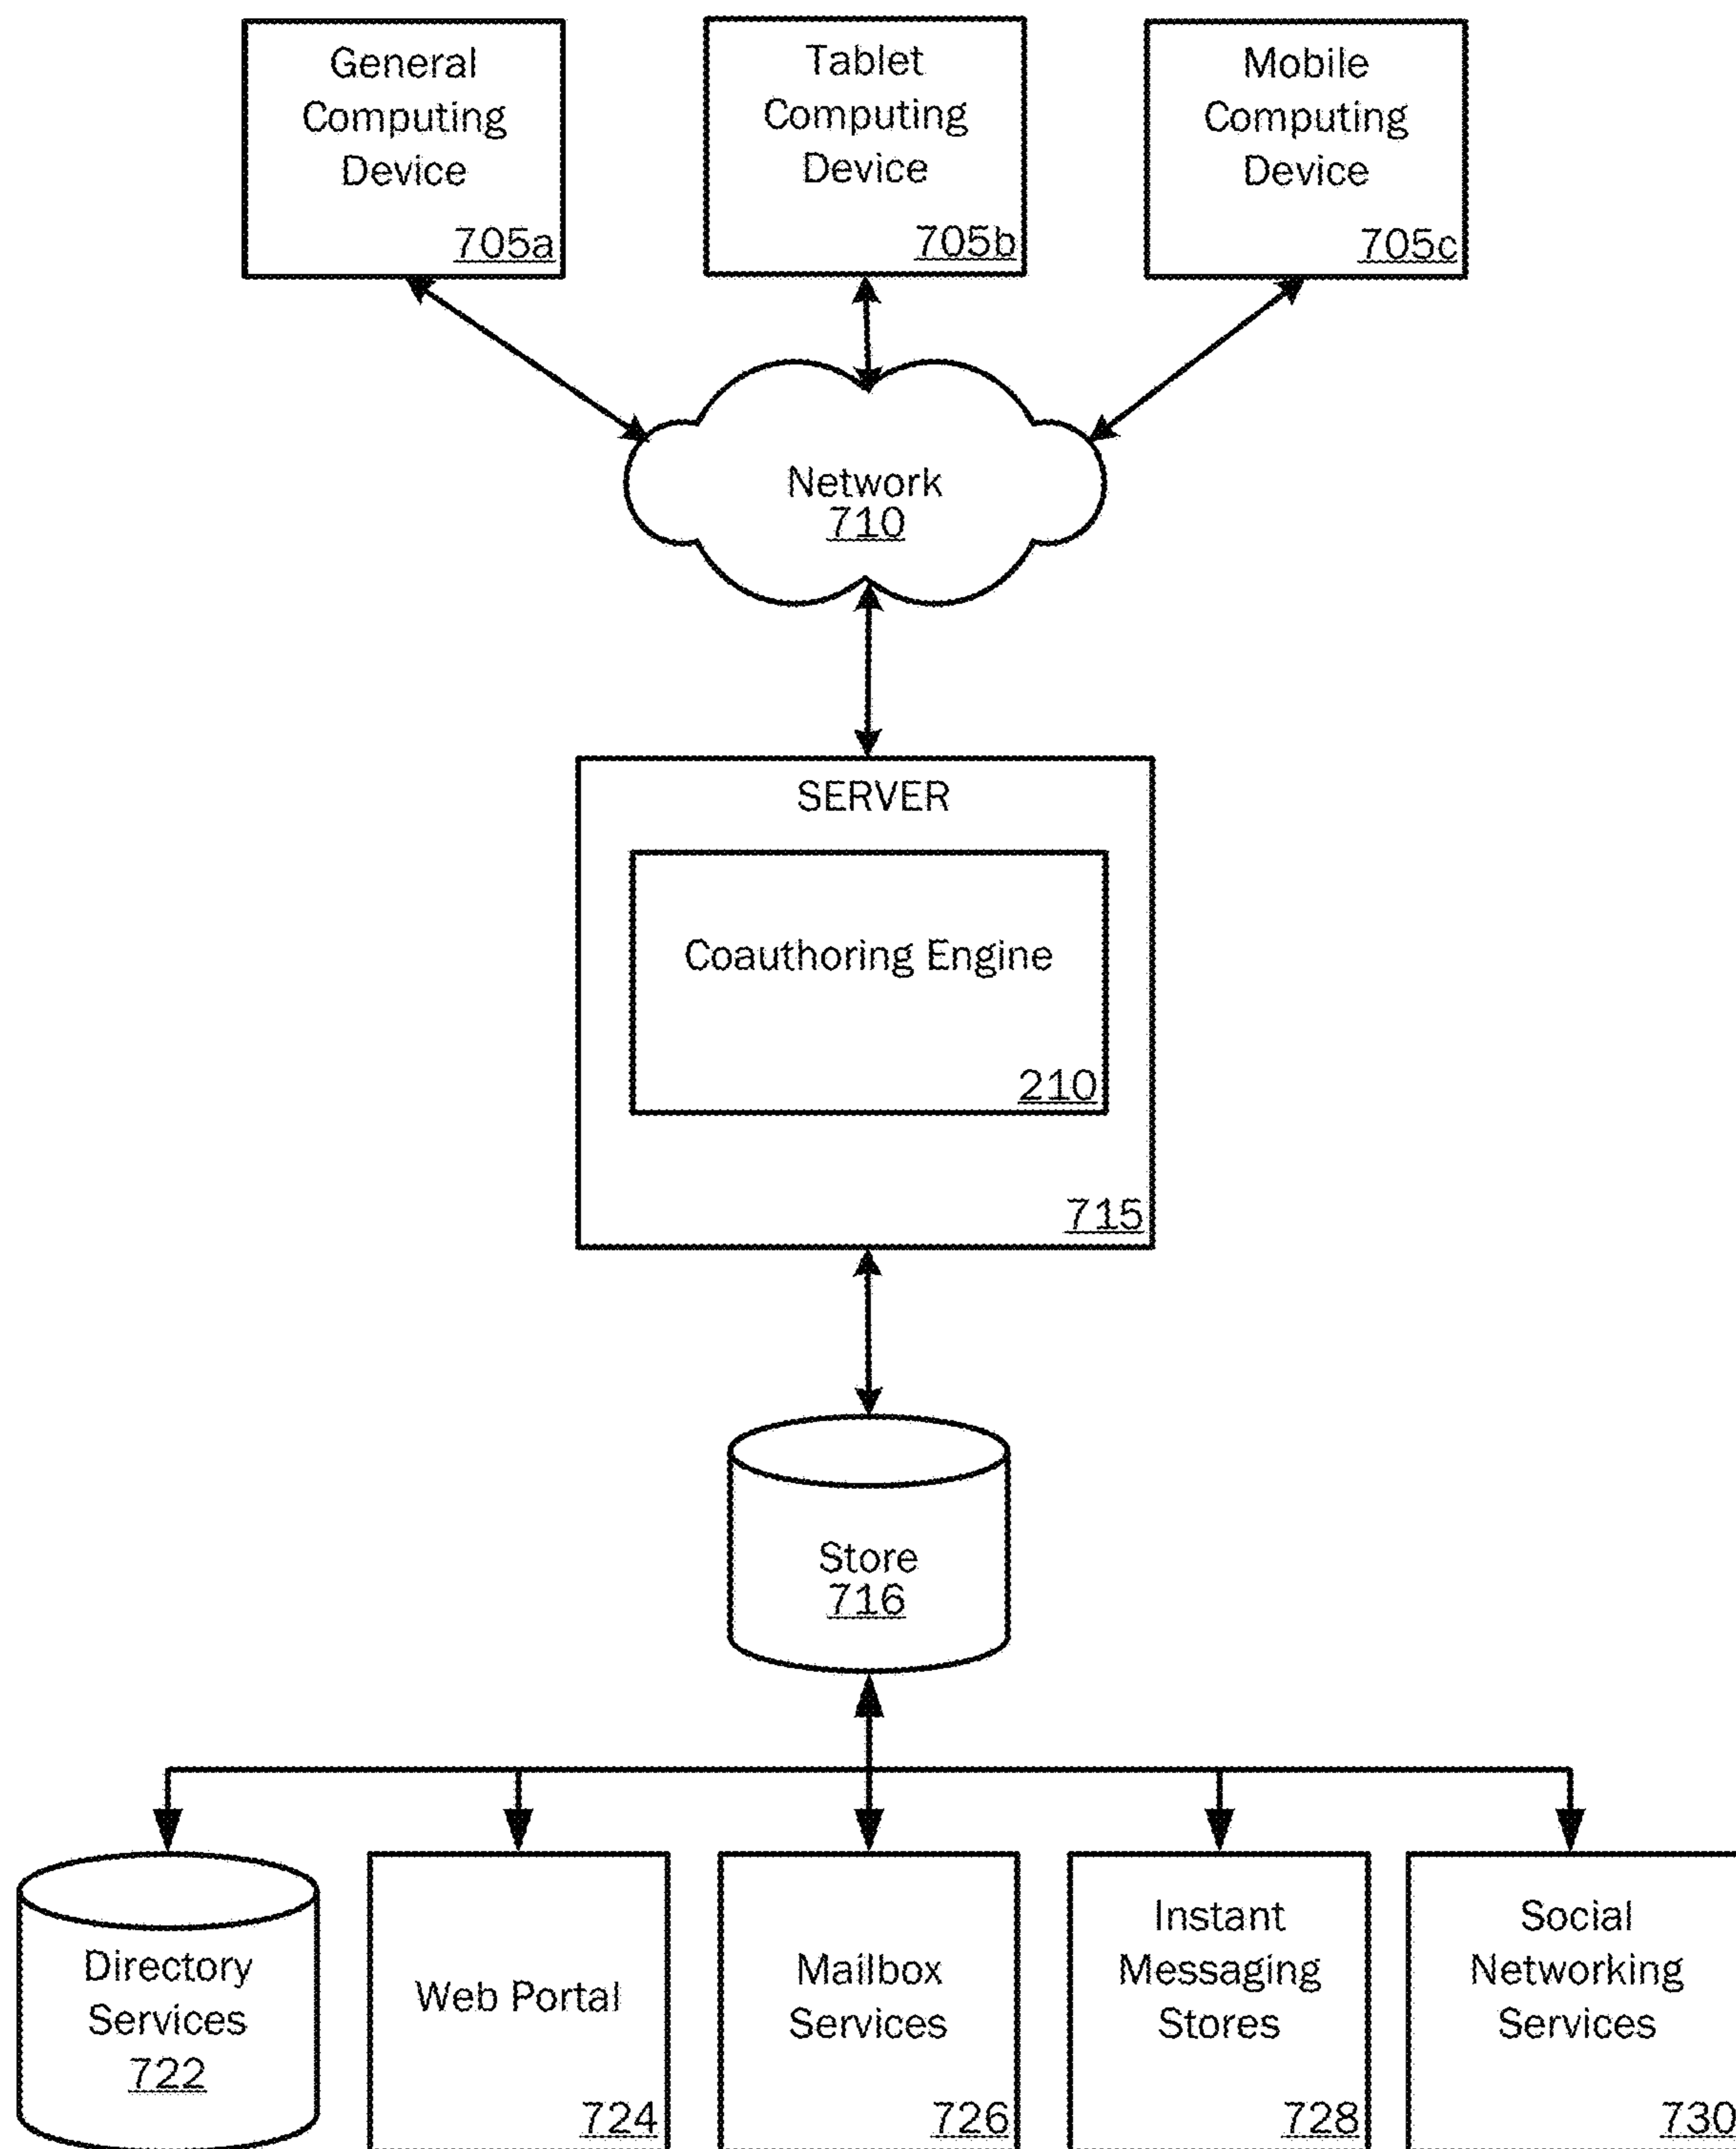 General
Computing
Device
705a
Tablet
Computing
Device
705b
Mobile
Computing
Device
705c
Network
710
SERVER
Coauthoring Engine
210
715
Store
716
Directory
Services
722
Web Portal
724
Mailbox
Services
726
Instant
Messaging
Stores
728
Social
Networking
Services
730